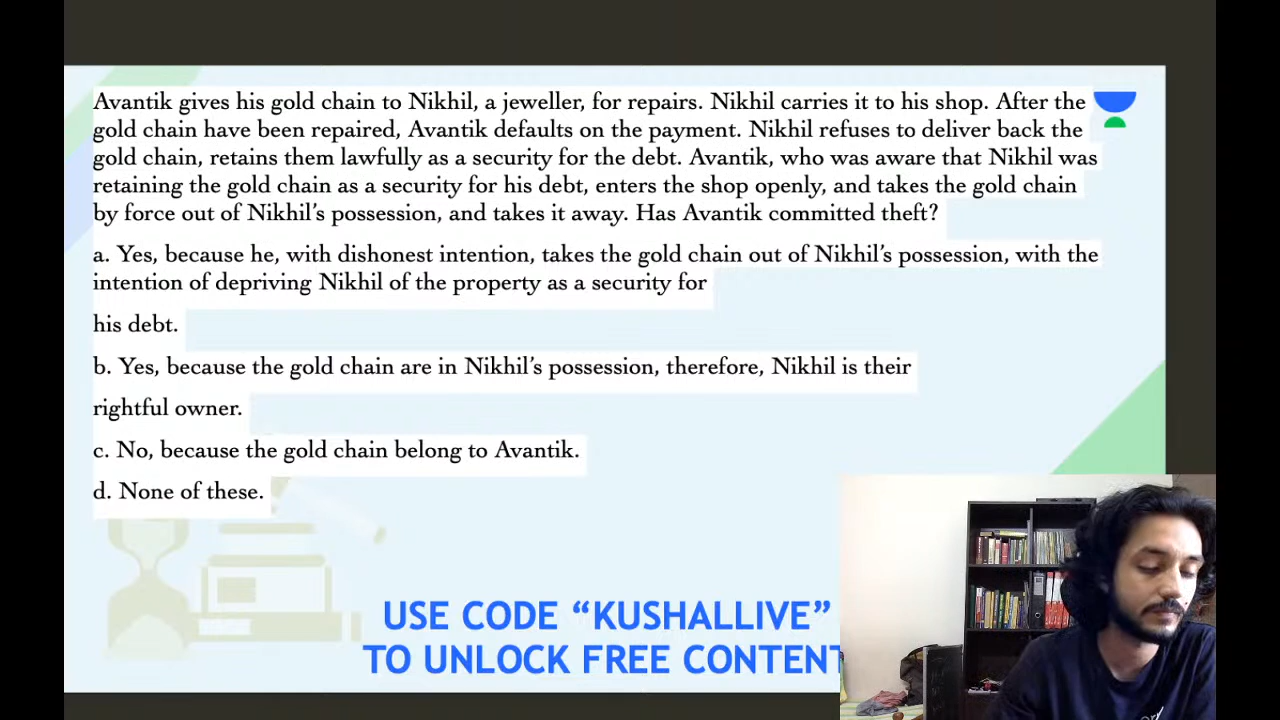 Avantik gives his gold chain to Nikhil, a jeweller, for repairs. Nikhil carries it to his shop. After the
gold chain have been repaired, Avantik defaults on the payment. Nikhil refuses to deliver back the
gold chain, retains them lawfully as a security for the debt. Avantik, who was aware that Nikhil was
retaining the gold chain as a security for his debt, enters the shop openly, and takes the gold chain
by force out of Nikhil’s possession, and takes it away. Has Avantik committed theft?
a. Yes, because he, with dishonest intention, takes the gold chain out of Nikhil’s possession, with the
intention of depriving Nikhil of the property as a security for
his debt.
b. Yes, because the gold chain are in Nikhil’s possession, therefore, Nikhil is their
rightful owner.
c. No, because the gold chain belong to Avantik.
d. None of these.
USE CODE “KUSHALLIVE”
TO UNLOCK FREE CONTENT